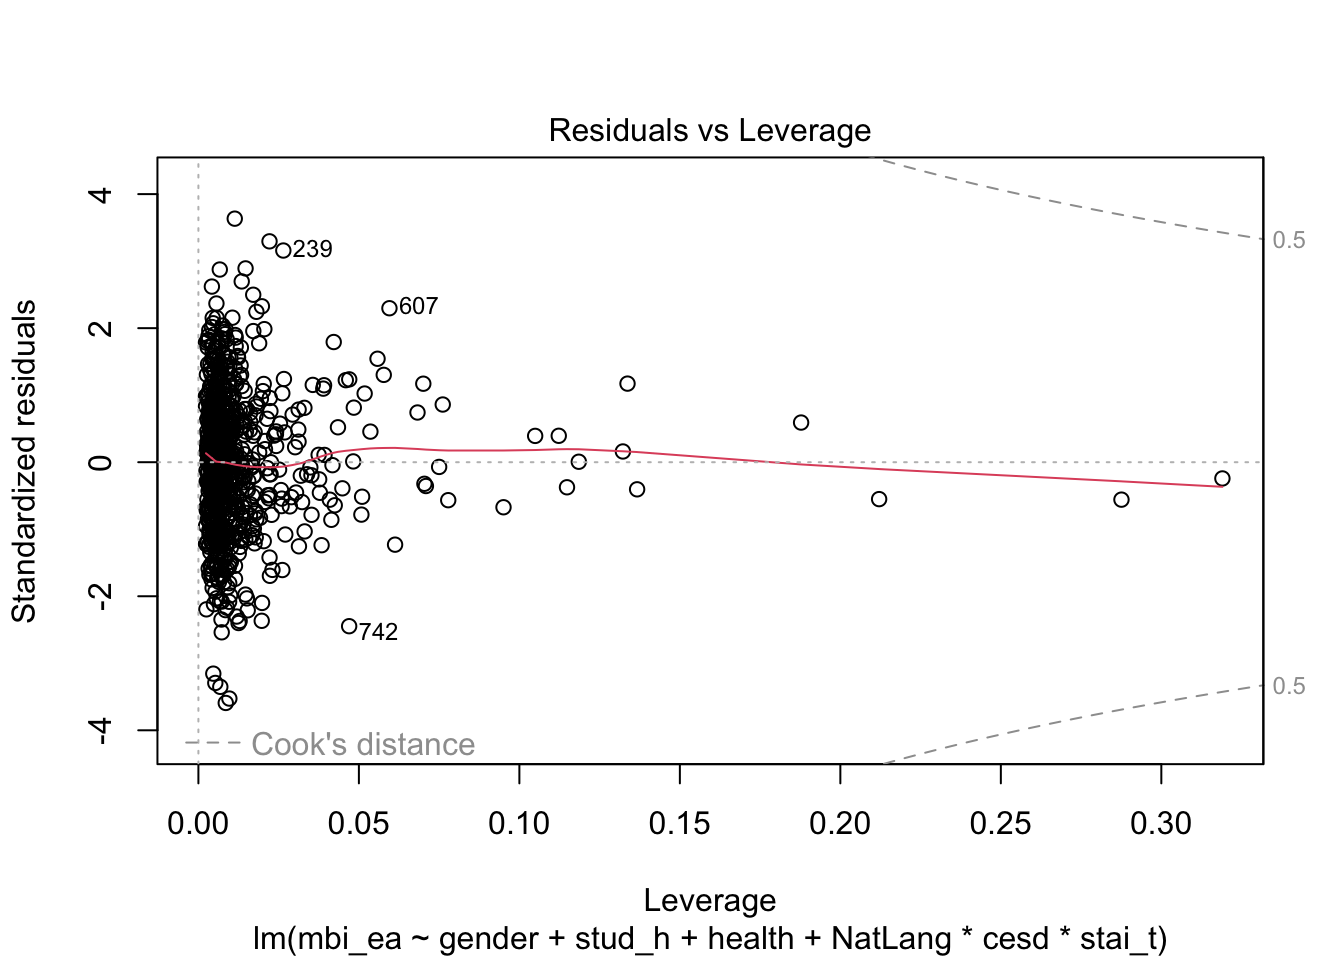 Residuals vs Leverage
Standardized residuals
4
2
0
-2
-4
239
607
742
0.5
0.5
Cook's distance
0.00 0.05 0.10 0.15 0.20 0.25 0.30
Leverage
lm(mbi_ea ~ gender + stud_h + health + NatLang * cesd * stai_t)